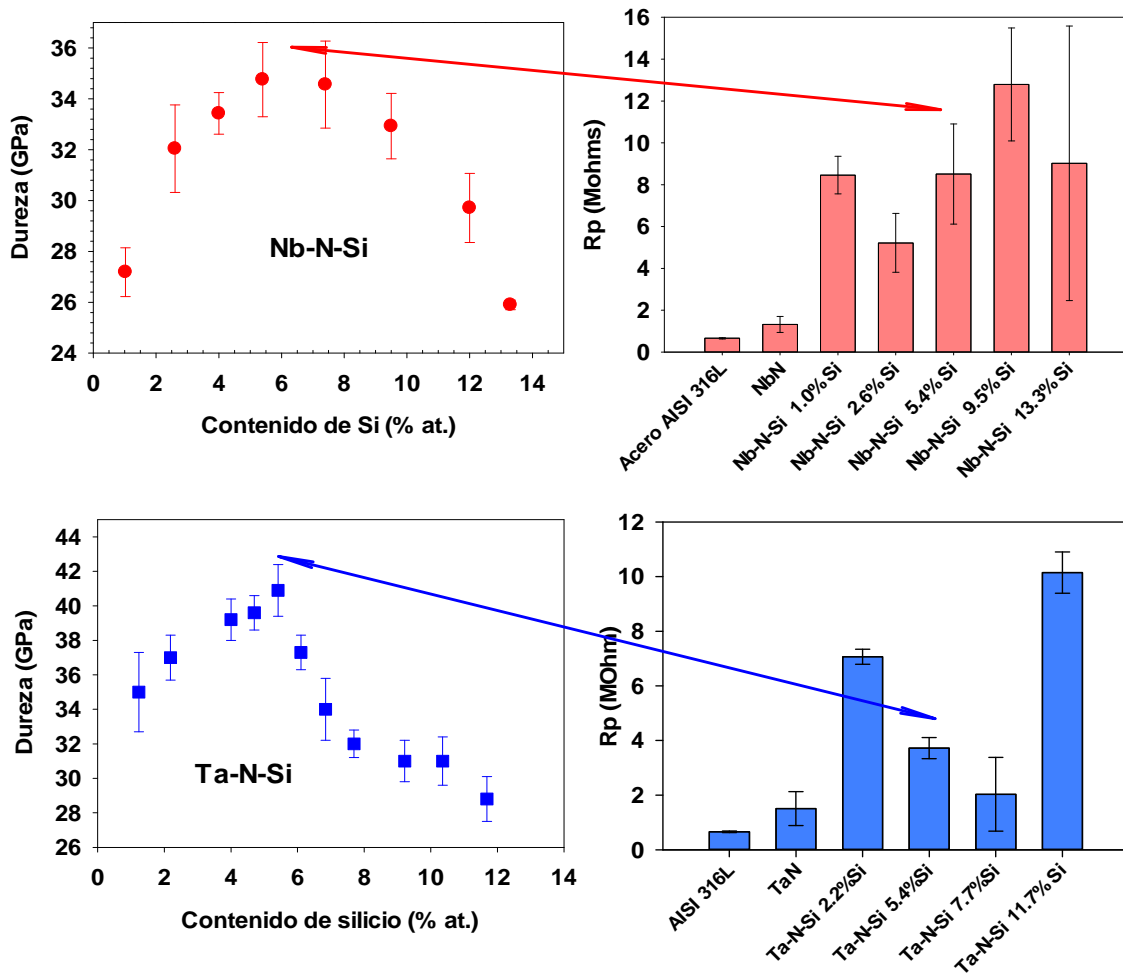 36
34
32
30
28
26
24
Dureza (GPa)
Nb-N-Si
0 2 4 6 8 10 12 14
Contenido de Si (% at.)
16
14
12
10
8
6
4
2
0
Rp (Mohms)
Acero AISI 316L
NbN
Nb-N-Si 1.0%Si
Nb-N-Si 2.6%Si
Nb-N-Si 5.4%Si
Nb-N-Si 9.5%Si
Nb-N-Si 13.3%Si
44
42
40
38
36
34
32
30
28
26
Dureza (GPa)
Ta-N-Si
0 2 4 6 8 10 12 14
Contenido de silicio (% at.)
12
10
8
6
4
2
0
Rp (MOhm)
AISI 316L
TaN
Ta-N-Si 2.2%Si
Ta-N-Si 5.4%Si
Ta-N-Si 7.7%Si
Ta-N-Si 11.7%Si